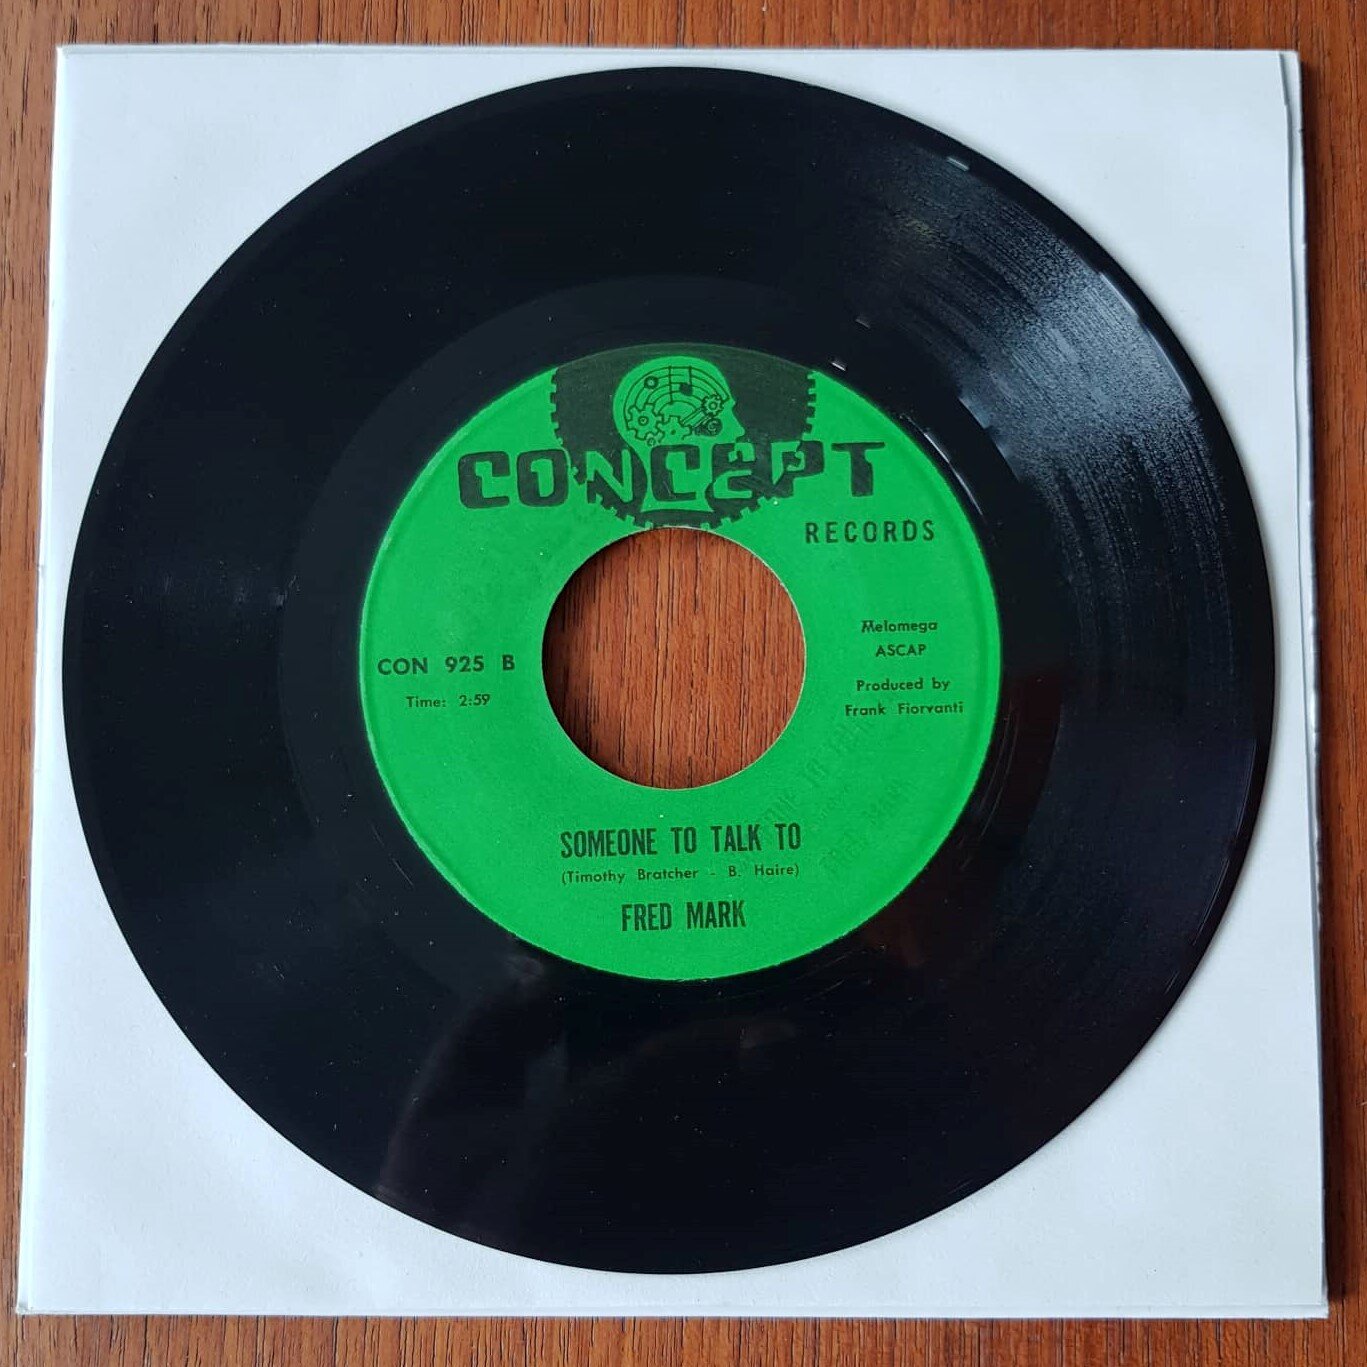 CONCEPT
RECORDS
Melomega
ASCAP
Produced by
Frank Fiorvanti
CON 925 B
Time: 2:59
SOMEONE TO TALK TO
(Timothy Bratcher - B. Haire)
FRED MARK